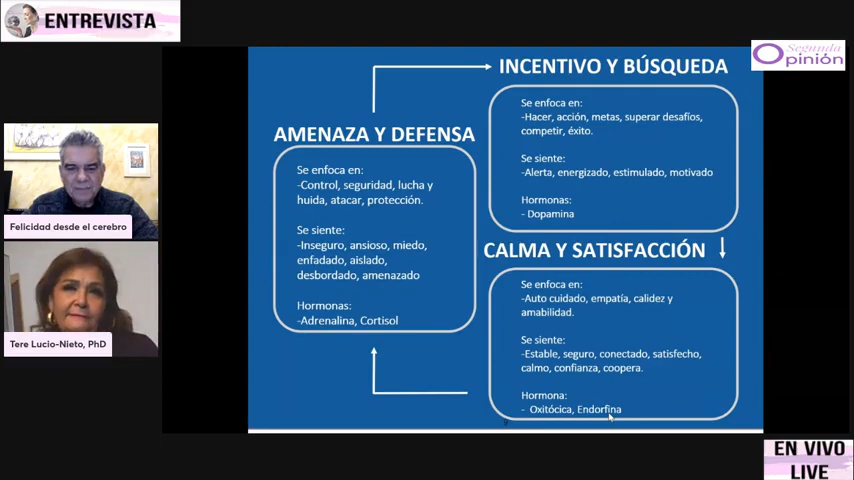 ENTREVISTA
Segunda
Opinión
INCENTIVO Y BÚSQUEDA
Se enfoca en:
-Hacer, acción, metas, superar desafíos,
competir, éxito.
Se siente:
-Alerta, energizado, estimulado, motivado
Hormonas:
- Dopamina
AMENAZA Y DEFENSA
Se enfoca en:
-Control, seguridad, lucha y
huida, atacar, protección.
Se siente:
-Inseguro, ansioso, miedo,
enfadado, aislado,
desbordado, amenazado
Hormonas:
-Adrenalina, Cortisol
CALMA Y SATISFACCIÓN
Se enfoca en:
-Auto cuidado, empatía, calidez y
amabilidad.
Se siente:
-Estable, seguro, conectado, satisfecho,
calmo, confianza, coopera.
Hormona:
- Oxitócica, Endorfina
Felicidad desde el cerebro
Tere Lucio-Nieto, PhD
EN VIVO
LIVE